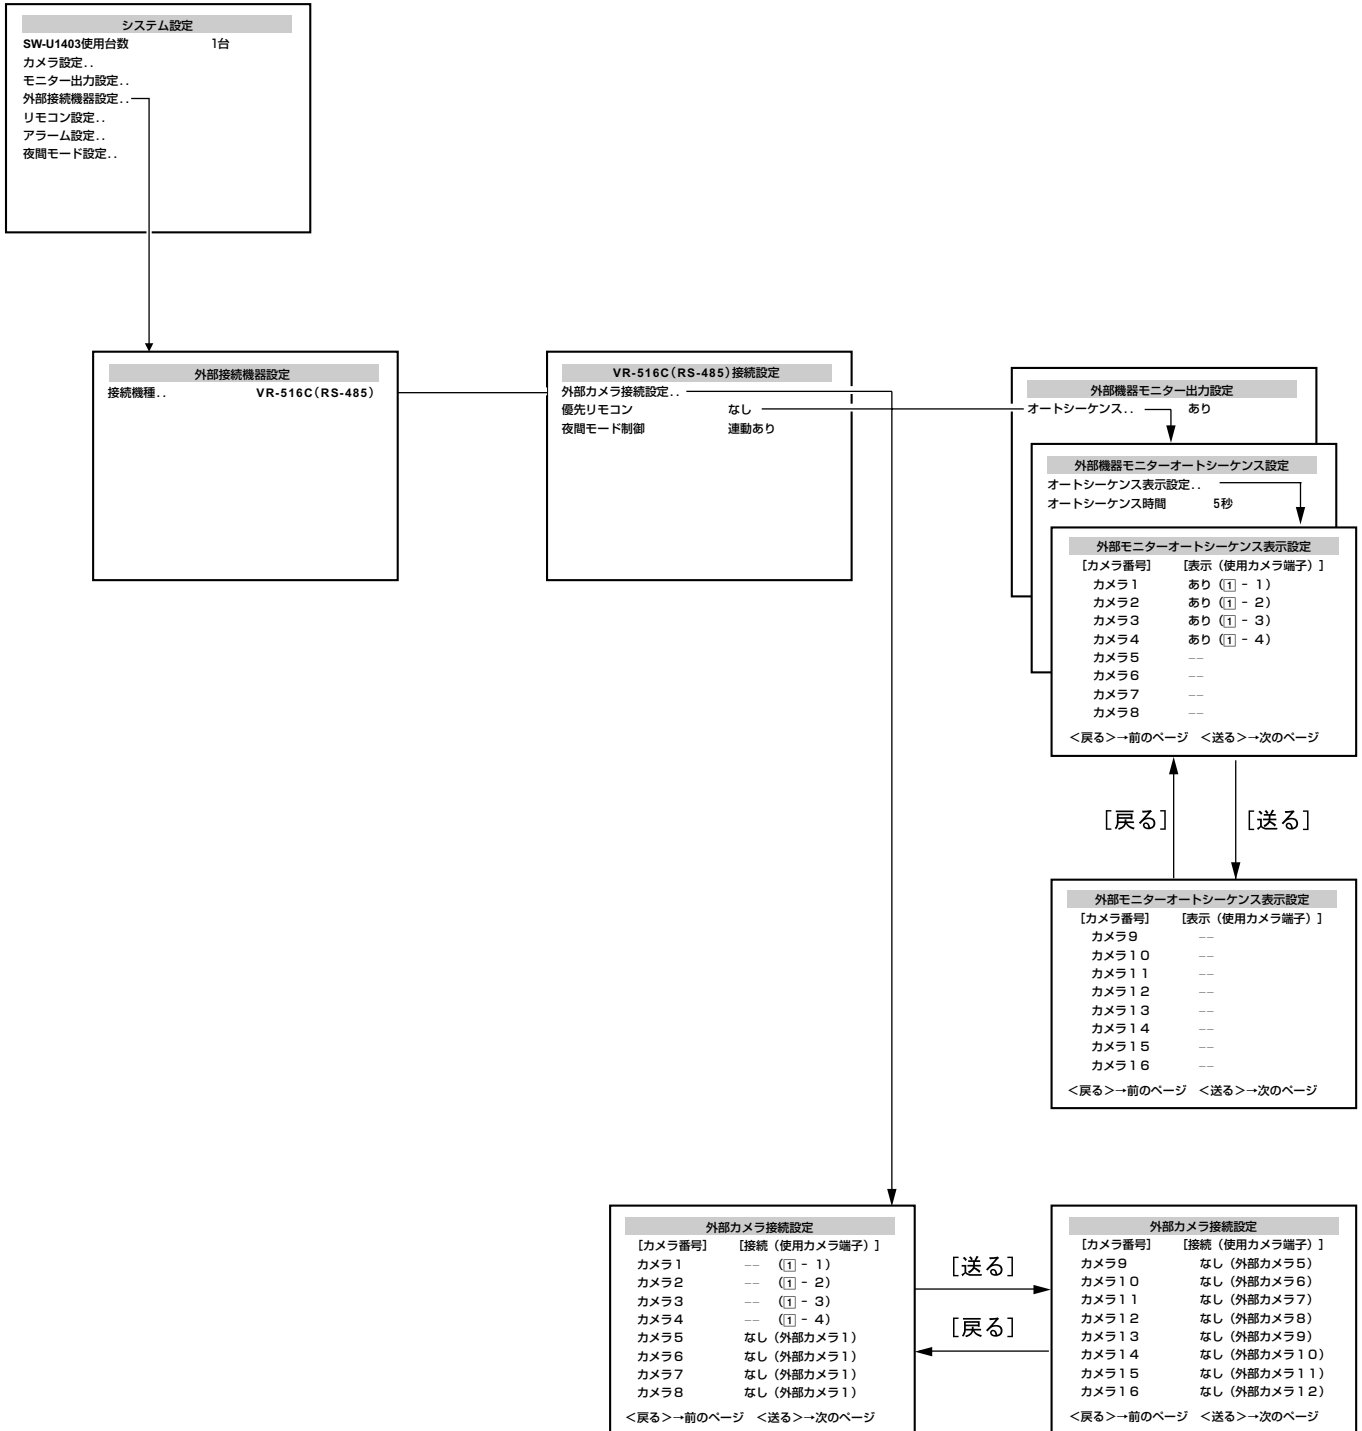 システム設定
SW-U1403使用台数 1台
カメラ設定..
モニター出力設定..
外部接続機器設定..
リモコン設定..
アラーム設定..
夜間モード設定..
外部接続機器設定
接続機種.. VR-516C(RS-485)
VR-516C(RS-485)接続設定
外部カメラ接続設定..
優先リモコン なし
夜間モード制御 連動あり
外部機器モニター出力設定
オートシーケンス.. あり
外部機器モニターオートシーケンス設定
オートシーケンス表示設定..
オートシーケンス時間 5秒
外部モニターオートシーケンス表示設定
[カメラ番号] [表示(使用カメラ端子)]
カメラ1 あり(1 - 1)
カメラ2 あり(1 - 2)
カメラ3 あり(1 - 3)
カメラ4 あり(1 - 4)
カメラ5 --
カメラ6 --
カメラ7 --
カメラ8 --
<戻る>→前のページ <送る>→次のページ
[戻る] [送る]
外部モニターオートシーケンス表示設定
[カメラ番号] [表示(使用カメラ端子)]
カメラ9 --
カメラ10 --
カメラ11 --
カメラ12 --
カメラ13 --
カメラ14 --
カメラ15 --
カメラ16 --
<戻る>→前のページ <送る>→次のページ
外部カメラ接続設定
[カメラ番号] [接続(使用カメラ端子)]
カメラ1 -- (1 - 1)
カメラ2 -- (1 - 2)
カメラ3 -- (1 - 3)
カメラ4 -- (1 - 4)
カメラ5 なし(外部カメラ1)
カメラ6 なし(外部カメラ1)
カメラ7 なし(外部カメラ1)
カメラ8 なし(外部カメラ1)
<戻る>→前のページ <送る>→次のページ
[送る]
[戻る]
外部カメラ接続設定
[カメラ番号] [接続(使用カメラ端子)]
カメラ9 なし(外部カメラ5)
カメラ10 なし(外部カメラ6)
カメラ11 なし(外部カメラ7)
カメラ12 なし(外部カメラ8)
カメラ13 なし(外部カメラ9)
カメラ14 なし(外部カメラ10)
カメラ15 なし(外部カメラ11)
カメラ16 なし(外部カメラ12)
<戻る>→前のページ <送る>→次のページ